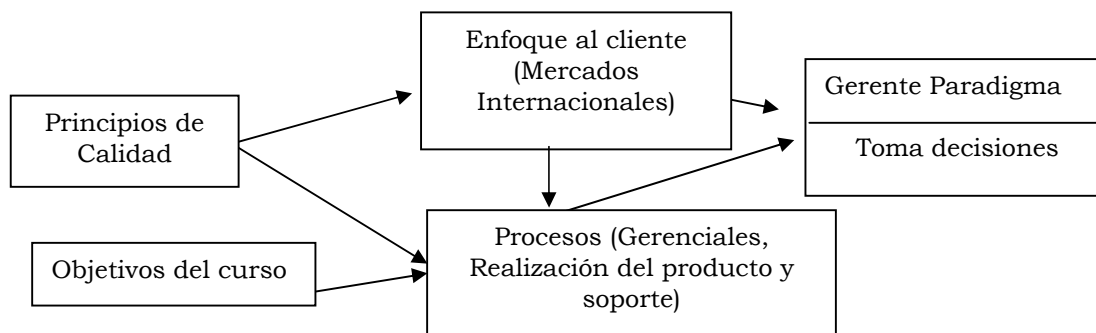 Principios de
Calidad
Objetivos del curso
Enfoque al cliente
(Mercados
Internacionales)
Procesos (Gerenciales,
Realización del producto y
soporte)
Gerente Paradigma
Toma decisiones